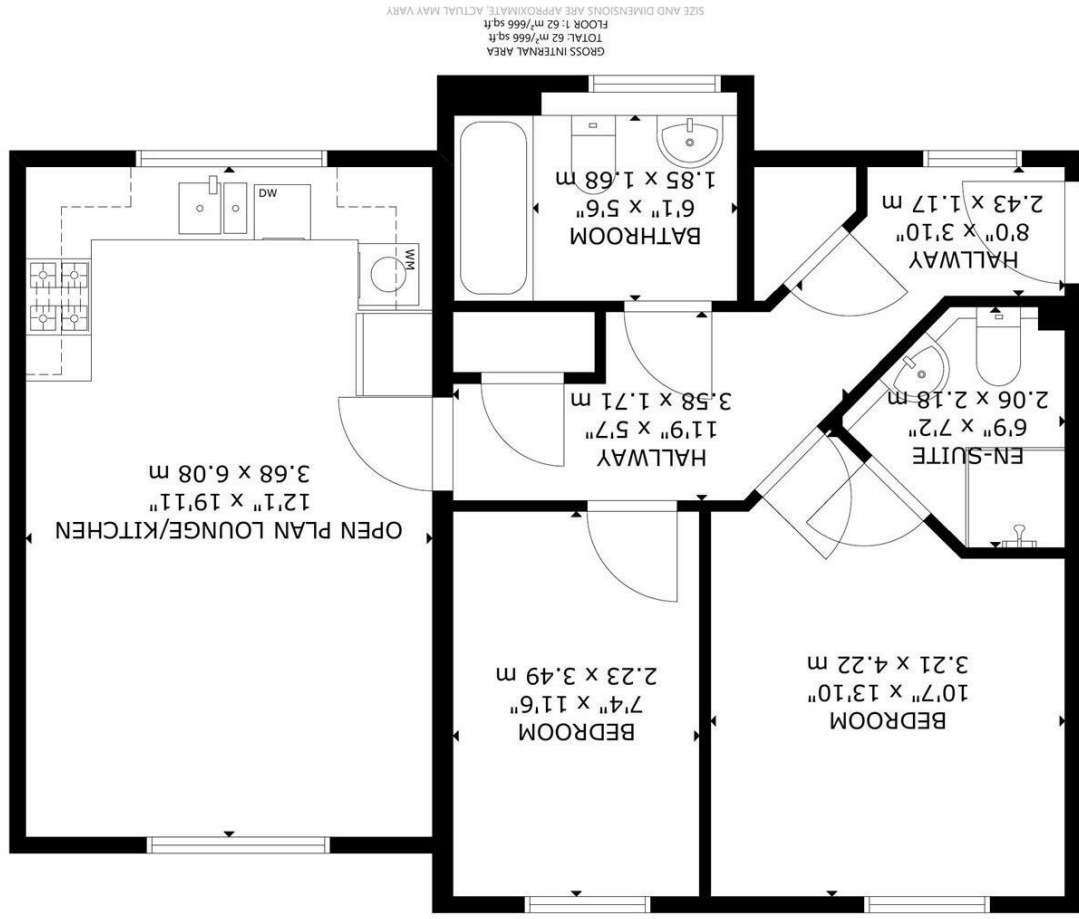 BEDROOM
10'7" x 13'10"
3.21 x 4.22 m
BEDROOM
7'4" x 11'6"
2.23 x 3.49 m
OPEN PLAN LOUNGE/KITCHEN
12'1" x 19'11"
3.68 x 6.08 m
EN-SUITE
6'9" x 7'2"
2.06 x 2.18 m
HALLWAY
11'9" x 5'7"
3.58 x 1.71 m
HALLWAY
8'0" x 3'10"
2.43 x 1.17 m
BATHROOM
6'1" x 5'6"
1.85 x 1.68 m
WM
DW
GROSS INTERNAL AREA
TOTAL: 62 m²/666 sq.ft
FLOOR 1: 62 m²/666 sq.ft
SIZE AND DIMENSIONS ARE APPROXIMATE, ACTUAL MAY VARY